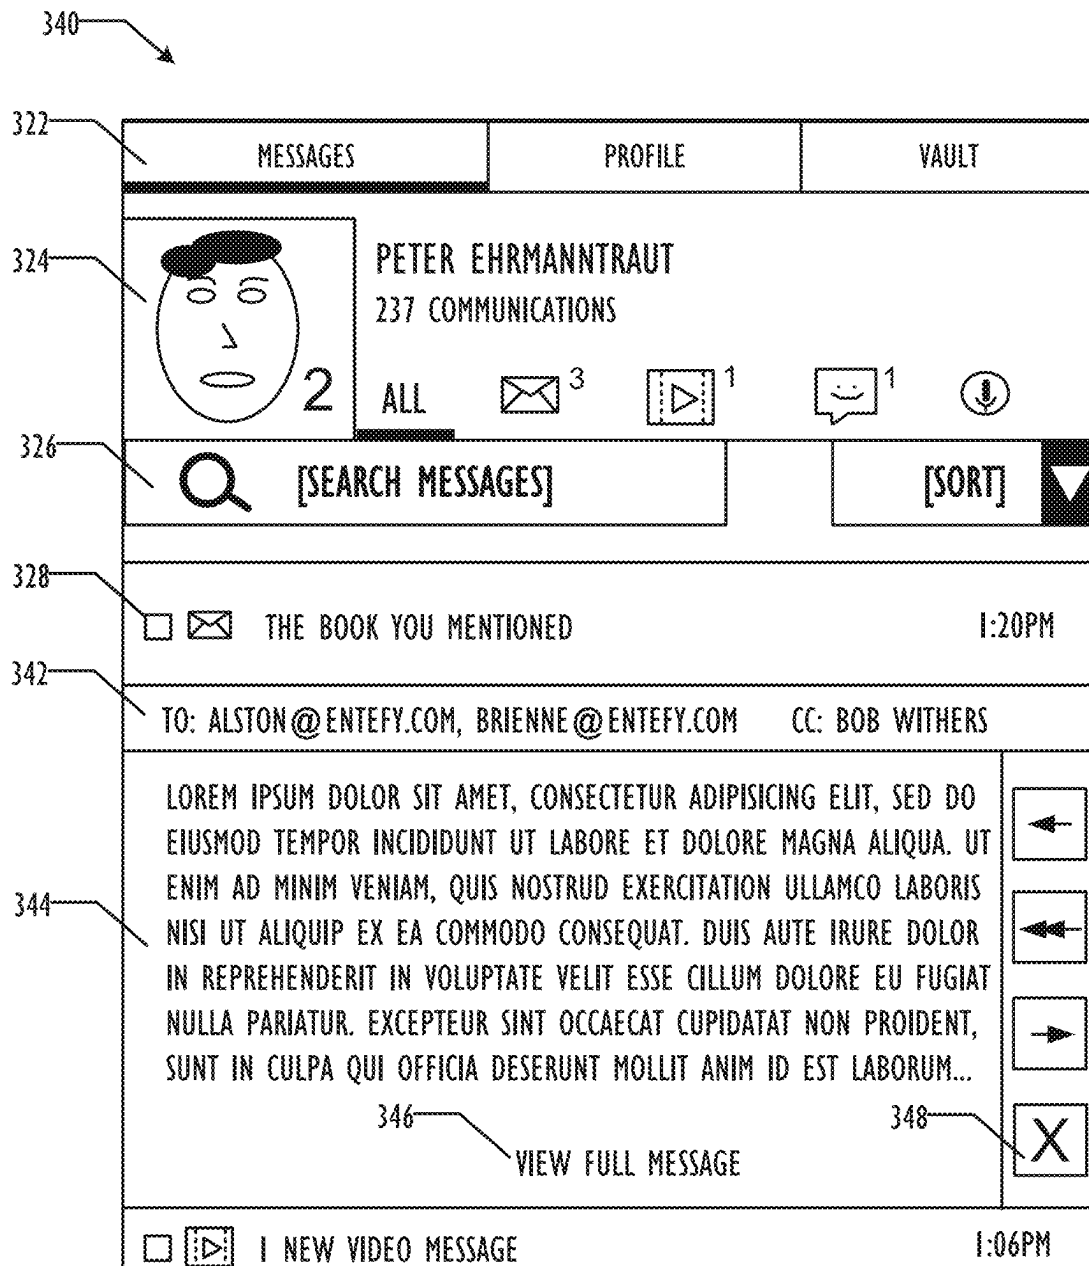 340
322
MESSAGES PROFILE VAULT
324
PETER EHRMANNTRAUT
237 COMMUNICATIONS
2
ALL 3 1 1
326
[SEARCH MESSAGES] [SORT]
328
THE BOOK YOU MENTIONED 1:20PM
342
TO: ALSTON@ENTEFY.COM, BRIENNE@ENTEFY.COM CC: BOB WITHERS
LOREM IPSUM DOLOR SIT AMET, CONSECTETUR ADIPISICING ELIT, SED DO
EIUSMOD TEMPOR INCIDIDUNT UT LABORE ET DOLORE MAGNA ALIQUA. UT
ENIM AD MINIM VENIAM, QUIS NOSTRUD EXERCITATION ULLAMCO LABORIS
344
NISI UT ALIQUIP EX EA COMMODO CONSEQUAT. DUIS AUTE IRURE DOLOR
IN REPREHENDERIT IN VOLUPTATE VELIT ESSE CILLUM DOLORE EU FUGIAT
NULLA PARIATUR. EXCEPTEUR SINT OCCAECAT CUPIDATAT NON PROIDENT,
SUNT IN CULPA QUI OFFICIA DESERUNT MOLLIT ANIM ID EST LABORUM...
346 348
X
VIEW FULL MESSAGE
1 NEW VIDEO MESSAGE 1:06PM